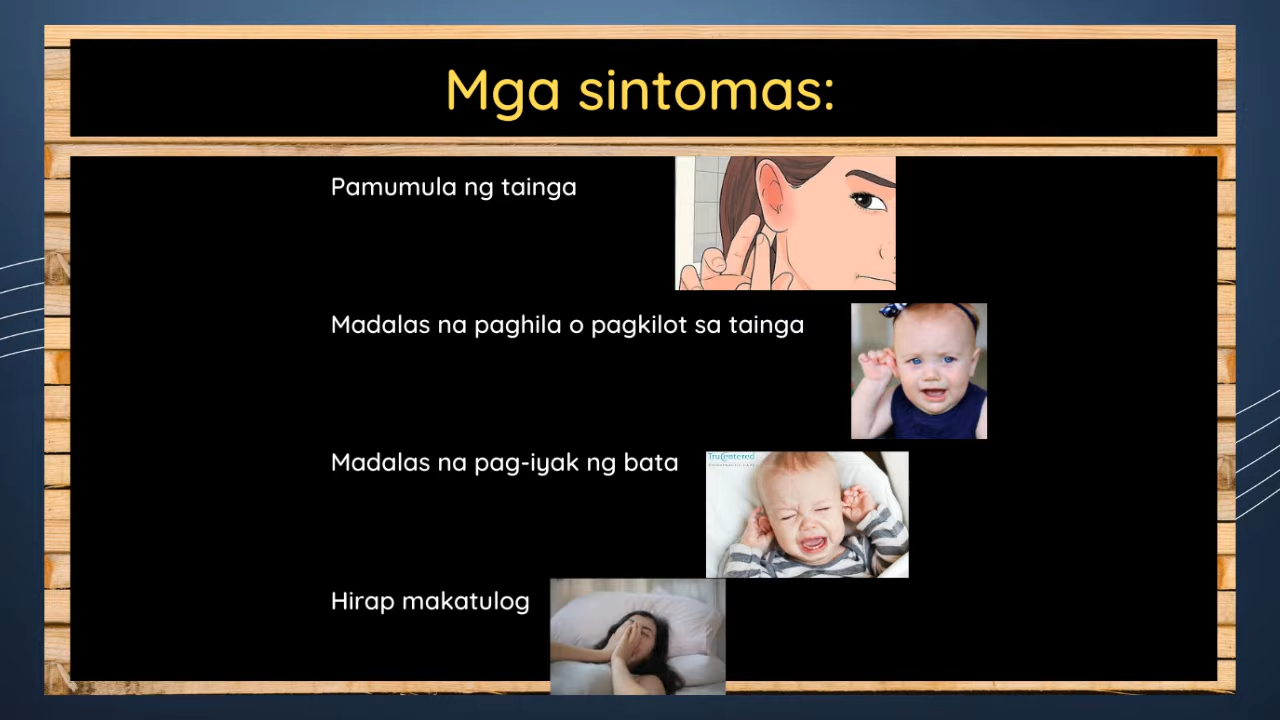 Mga sintomas:
Pamumula ng tainga
Madalas na paghila o pagkilot sa tainga
Madalas na pag-iyak ng bata
TruCentered
Hirap makatulog